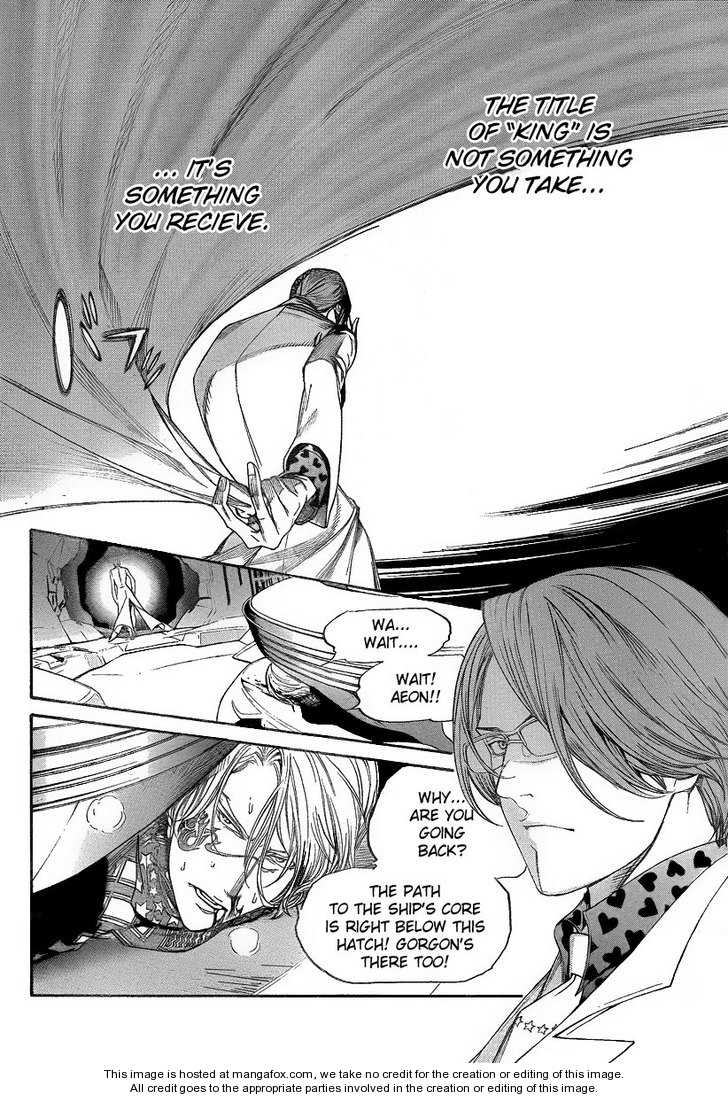 THE TITLE
OF "KING" IS
NOT SOMETHING
YOU TAKE...
... IT'S
SOMETHING
YOU RECIEVE.
WA...
WAIT....
WAIT!
AEON!!
WHY...
ARE YOU
GOING
BACK?
THE PATH
TO THE SHIP'S CORE
IS RIGHT BELOW THIS
HATCH! GORGON'S
THERE TOO!
This image is hosted at mangafox.com, we take no credit for the creation or editing of this image.
All credit goes to the appropriate parties involved in the creation or editing of this image.